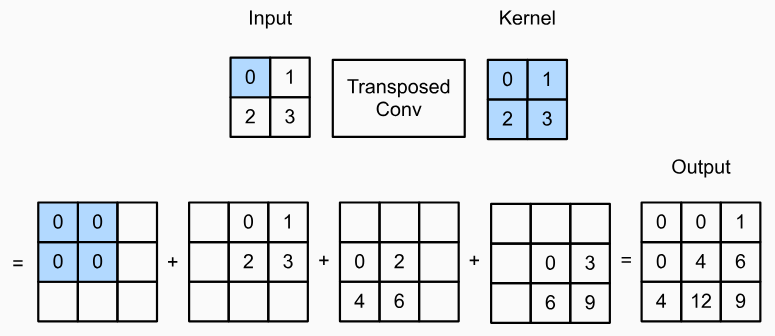 Input Kernel
0 1 Transposed Conv 0 1
2 3 2 3
Output
0 0 0 1 0 0 1
= 0 0 + 2 3 + 0 2 + 0 3 = 0 4 6
4 6 6 9 4 12 9